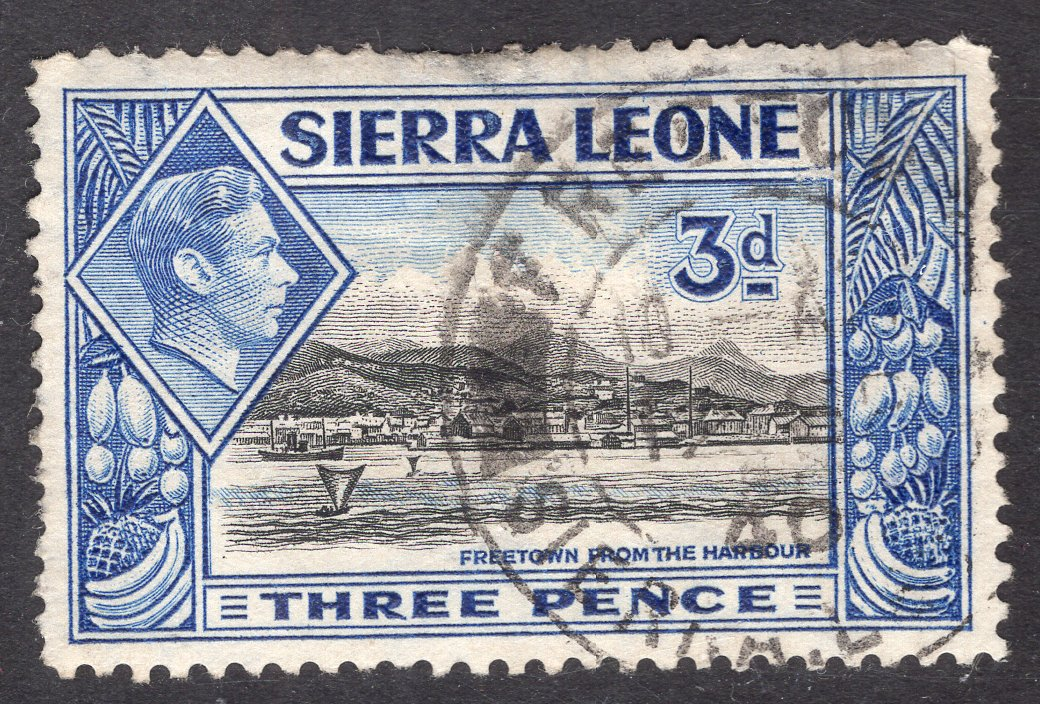 SIERRA LEONE
3d
FREETOWN FROM THE HARBOUR
THREE PENCE